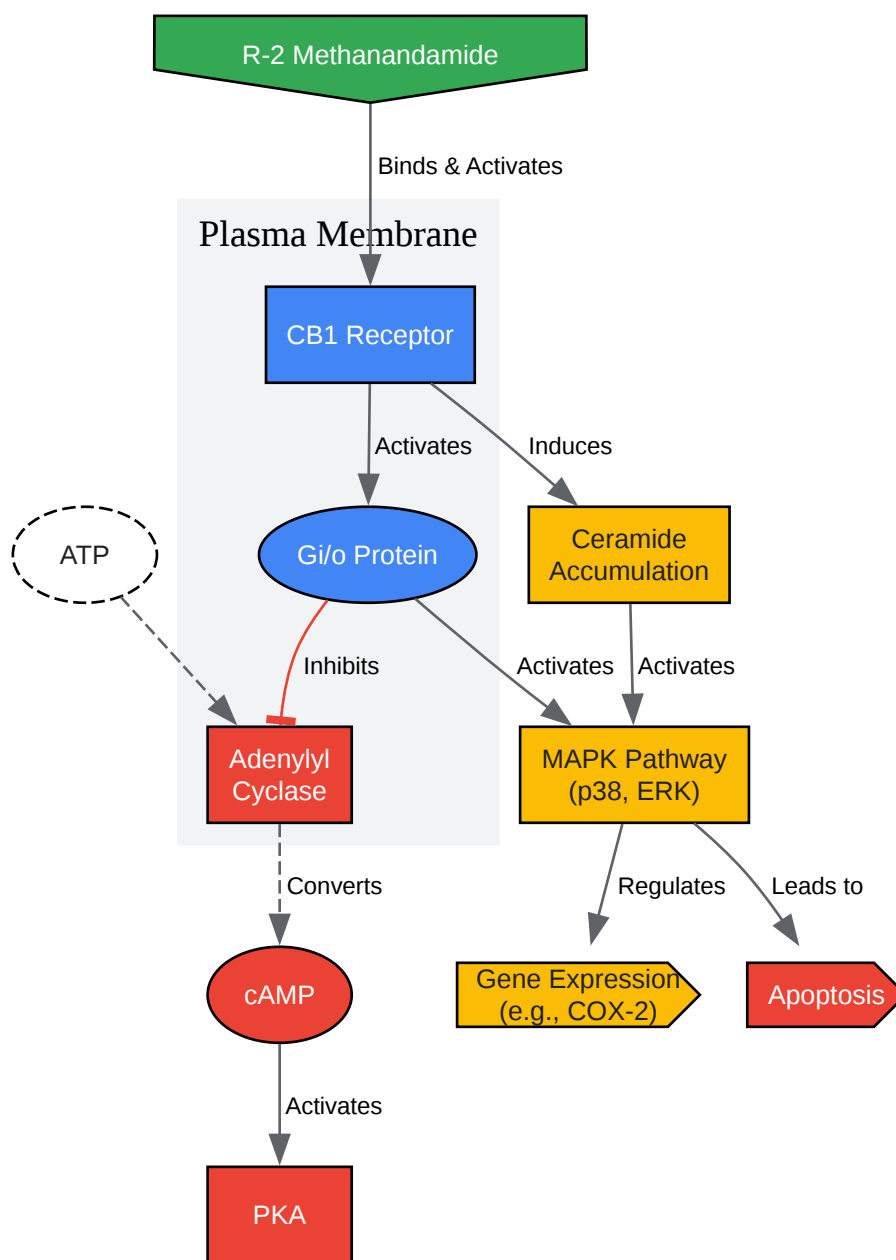 R-2 Methanandamide
Binds & Activates
Plasma Membrane
CB1 Receptor
Activates
Induces
ATP
Gi/o Protein
Ceramide
Accumulation
Inhibits
Activates
Activates
Adenylyl
Cyclase
MAPK Pathway
(p38, ERK)
Converts
Regulates
Leads to
cAMP
Gene Expression
(e.g., COX-2)
Apoptosis
Activates
PKA